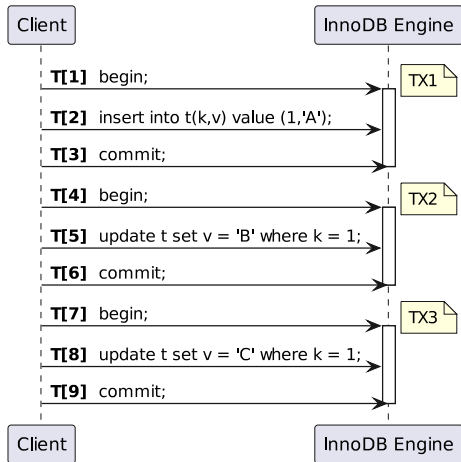 Client InnoDB Engine
T[1] begin; TX1
T[2] insert into t(k,v) value (1,'A');
T[3] commit;
T[4] begin; TX2
T[5] update t set v = 'B' where k = 1;
T[6] commit;
T[7] begin; TX3
T[8] update t set v = 'C' where k = 1;
T[9] commit;
Client InnoDB Engine